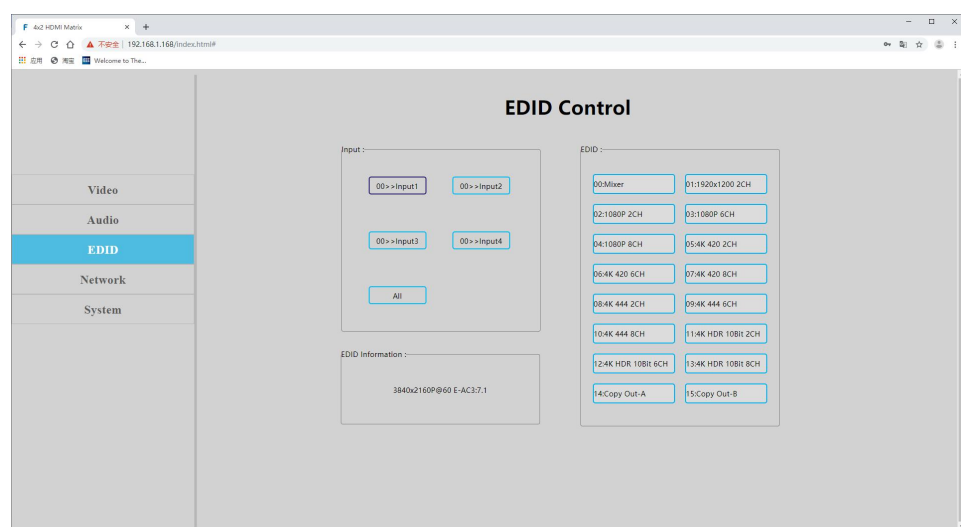 F 4x2 HDMI Matrix
不安全 192.168.1.168/index.html#
应用 淘宝 Welcome to The...
EDID Control
Video
Audio
EDID
Network
System
Input :
00>>Input1 00>>Input2
00>>Input3 00>>Input4
All
EDID Information :
3840x2160P@60 E-AC3:7.1
EDID :
00:Mixer 01:1920x1200 2CH
02:1080P 2CH 03:1080P 6CH
04:1080P 8CH 05:4K 420 2CH
06:4K 420 6CH 07:4K 420 8CH
08:4K 444 2CH 09:4K 444 6CH
10:4K 444 8CH 11:4K HDR 10Bit 2CH
12:4K HDR 10Bit 6CH 13:4K HDR 10Bit 8CH
14:Copy Out-A 15:Copy Out-B